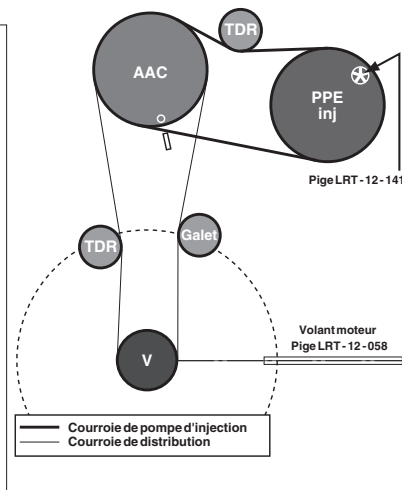 TDR
AAC
PPE
inj
Pige LRT-12-141
TDR
Galet
Volant moteur
Pige LRT-12-058
V
Courroie de pompe d'injection
Courroie de distribution